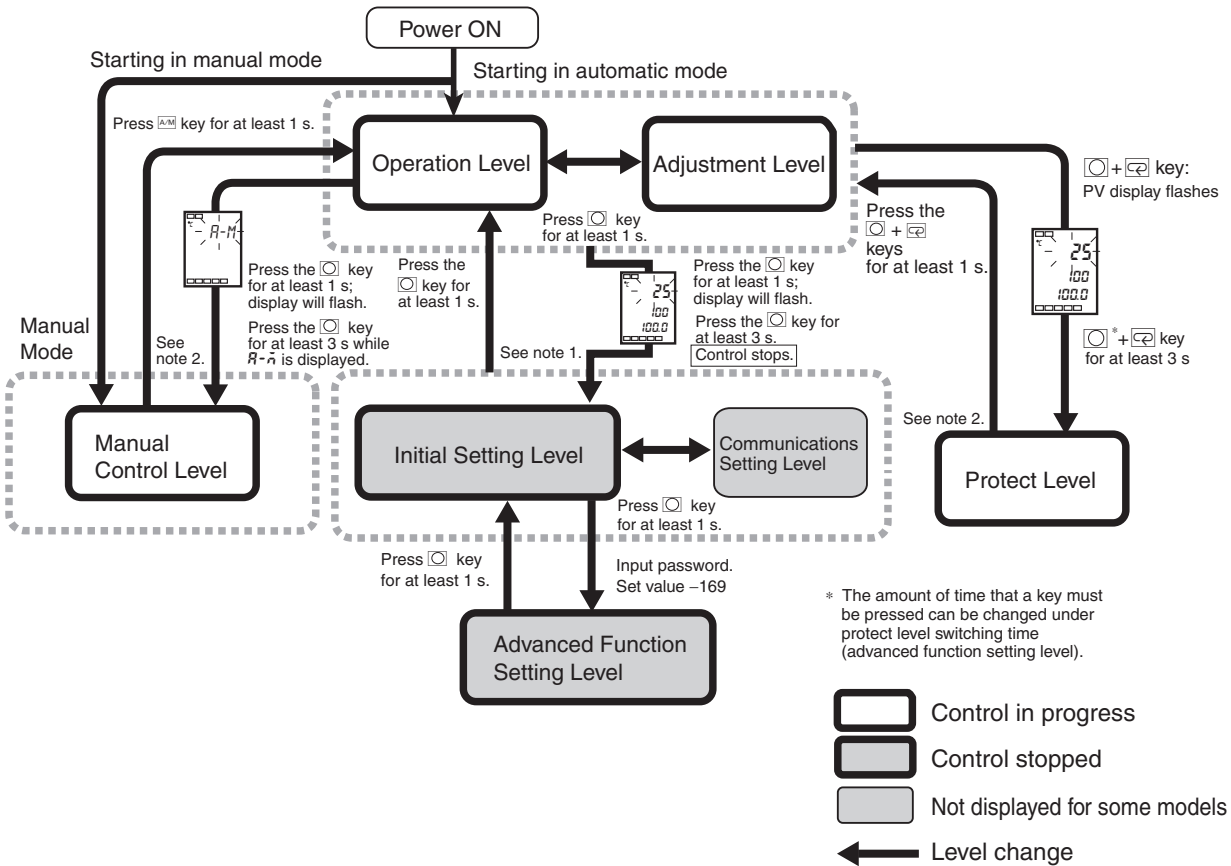 Power ON
Starting in manual mode
Starting in automatic mode
Press A/M key for at least 1 s.
Operation Level
Adjustment Level
+ key:
PV display flashes
A-M
Press key
for at least 1 s.
Press the
+
keys
for at least 1 s.
25
100
100.0
Press the key
for at least 1 s;
display will flash.
Press the key
for at least 3 s while
A-M is displayed.
Press the
key for
at least 1 s.
25
100
100.0
Press the key
for at least 1 s;
display will flash.
Press the key for
at least 3 s.
Control stops.
* + key
for at least 3 s
Manual
Mode
See
note 2.
See note 1.
See note 2.
Manual
Control Level
Initial Setting Level
Communications
Setting Level
Protect Level
Press key
for at least 1 s.
Press key
for at least 1 s.
Input password.
Set value –169
Advanced Function
Setting Level
* The amount of time that a key must
be pressed can be changed under
protect level switching time
(advanced function setting level).
Control in progress
Control stopped
Not displayed for some models
Level change